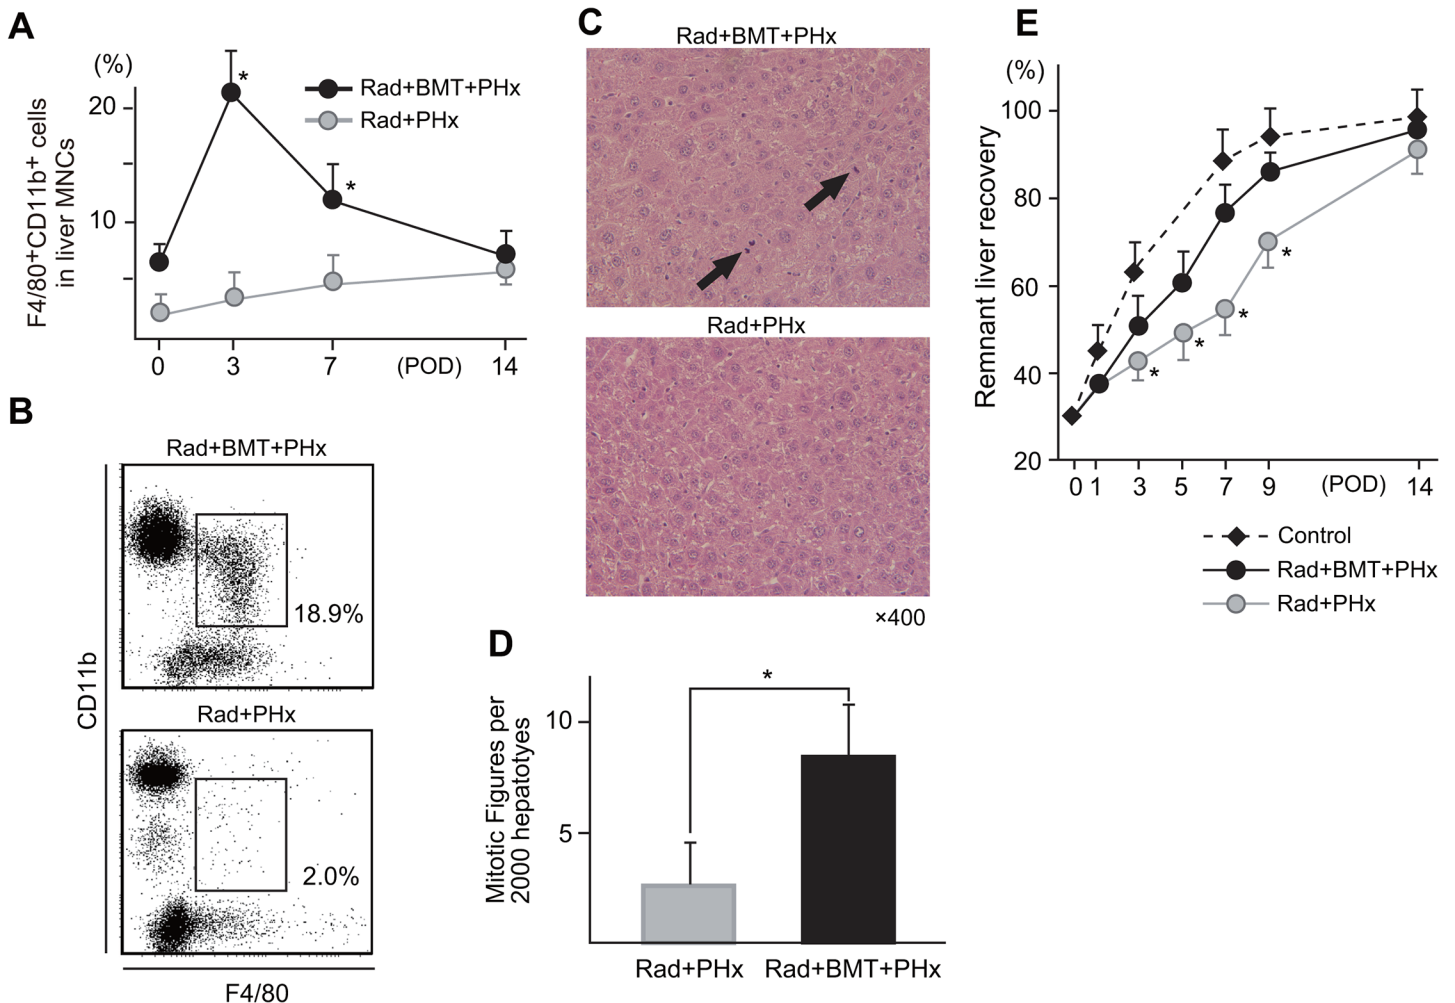 A
(%)
F4/80⁺CD11b⁺ cells
in liver MNCs
20
10
*
*
Rad+BMT+PHx
Rad+PHx
0 3 7 (POD) 14
B
Rad+BMT+PHx
18.9%
Rad+PHx
2.0%
CD11b
F4/80
C
Rad+BMT+PHx
Rad+PHx
×400
D
Mitotic Figures per
2000 hepatotyes
10
5
*
Rad+PHx Rad+BMT+PHx
E
(%)
Remnant liver recovery
100
80
60
40
20
*
*
*
*
0 1 3 5 7 9 (POD) 14
Control
Rad+BMT+PHx
Rad+PHx